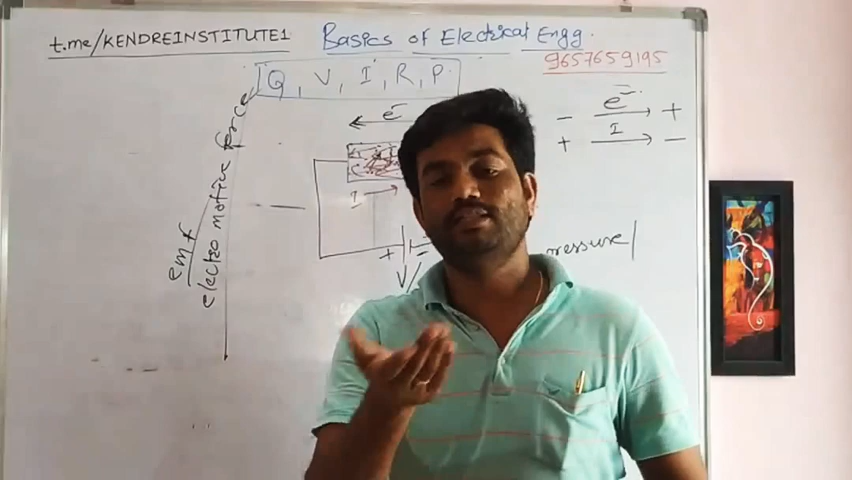 t.me/KENDREINSTITUTE1
Basics of Electrical Engg.
9657659195
Q, V, I, R, P.
e⁻
- e⁻ → +
+ I → -
I →
+ -
V
pressure/
emf
electro motive force